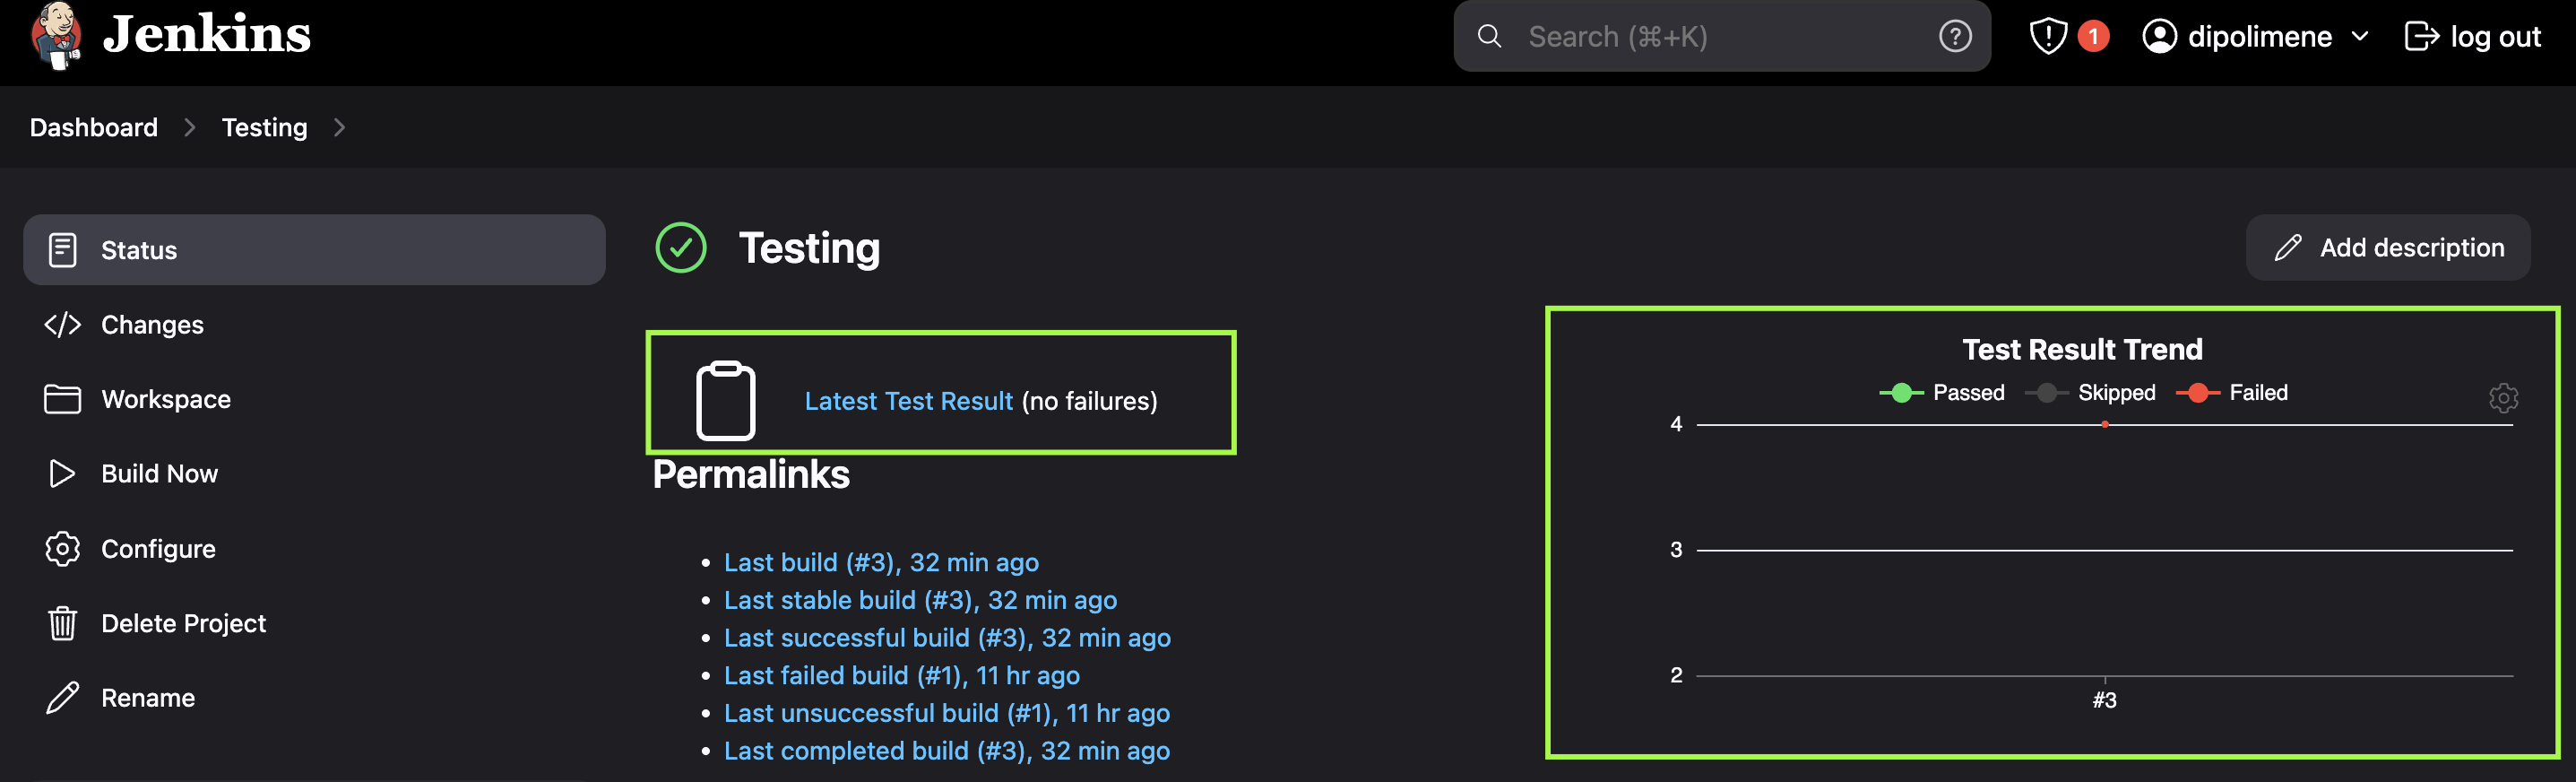 Jenkins
Search (⌘+K)
?
1
dipolimene
log out
Dashboard
Testing
Status
Changes
Workspace
Build Now
Configure
Delete Project
Rename
Testing
Add description
Latest Test Result (no failures)
Permalinks
Last build (#3), 32 min ago
Last stable build (#3), 32 min ago
Last successful build (#3), 32 min ago
Last failed build (#1), 11 hr ago
Last unsuccessful build (#1), 11 hr ago
Last completed build (#3), 32 min ago
Test Result Trend
Passed Skipped Failed
4
3
2
#3